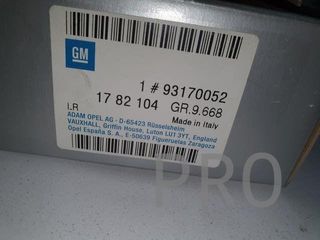 GM
1 # 93170052
17 82 104 GR.9.668
I.R Made in Italy
ADAM OPEL AG - D-65423 Rüsselsheim
VAUXHALL, Griffin House, Luton LU1 3YT, England
Opel España S.A. E-50639 Figueruelas Zaragoza
PRO